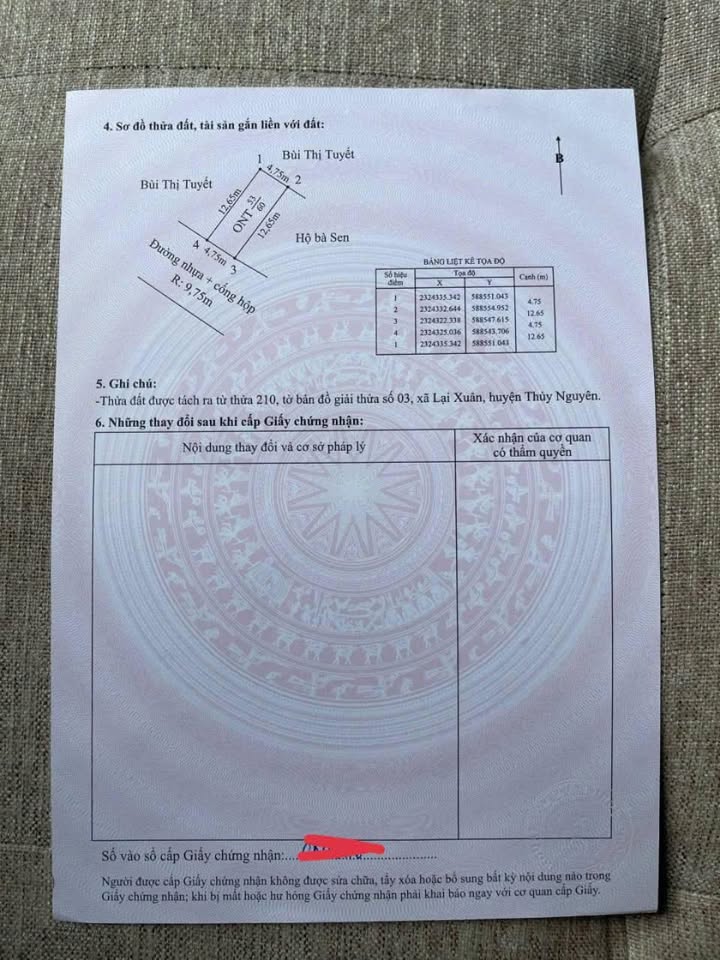 4. Sơ đồ thửa đất, tài sản gắn liền với đất:
B
Bùi Thị Tuyết
1
4,75m
2
Bùi Thị Tuyết
12,65m
ONT 53/60
12,65m
Hộ bà Sen
4
4,75m
3
Đường nhựa + cống hộp
R: 9,75m
BẢNG LIỆT KÊ TỌA ĐỘ
Số hiệu điểm Tọa độ Cạnh (m)
X Y
1 2324335.342 588551.043
4.75
2 2324332.644 588554.952
12.65
3 2324322.338 588547.615
4.75
4 2324325.036 588543.706
12.65
1 2324335.342 588551.043
5. Ghi chú:
-Thửa đất được tách ra từ thửa 210, tờ bản đồ giải thửa số 03, xã Lại Xuân, huyện Thủy Nguyên.
6. Những thay đổi sau khi cấp Giấy chứng nhận:
Nội dung thay đổi và cơ sở pháp lý
Xác nhận của cơ quan
có thẩm quyền
Số vào sổ cấp Giấy chứng nhận:
Người được cấp Giấy chứng nhận không được sửa chữa, tẩy xóa hoặc bổ sung bất kỳ nội dung nào trong
Giấy chứng nhận; khi bị mất hoặc hư hỏng Giấy chứng nhận phải khai báo ngay với cơ quan cấp Giấy.